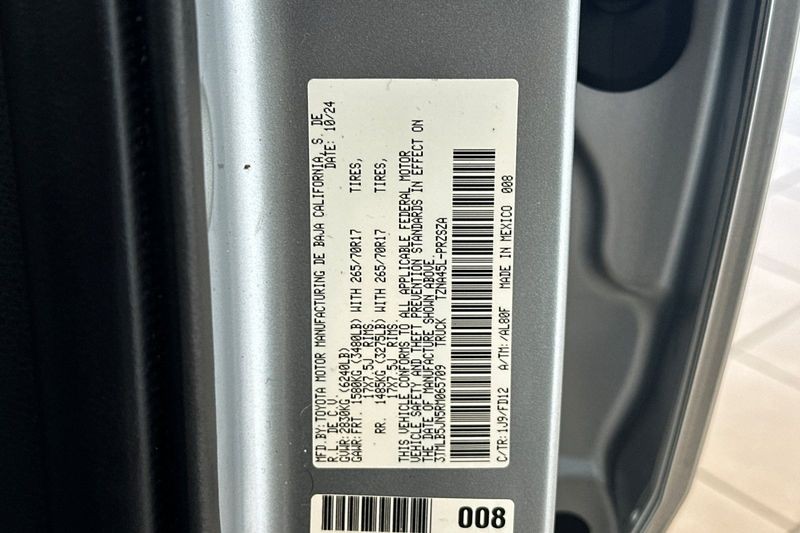 MFD.BY: TOYOTA MOTOR MANUFACTURING DE BAJA CALIFORNIA, S. DE
R.L. DE C.V. DATE: 10/24
GVWR: 2830KG (6240LB)
GAWR: FRT. 1580KG (3480LB) WITH 265/70R17 TIRES,
17X7.5J RIMS.
RR. 1485KG (3275LB) WITH 265/70R17 TIRES,
17X7.5J RIMS.
THIS VEHICLE CONFORMS TO ALL APPLICABLE FEDERAL MOTOR
VEHICLE SAFETY AND THEFT PREVENTION STANDARDS IN EFFECT ON
THE DATE OF MANUFACTURE SHOWN ABOVE.
3TMLB5JN5RM065709 TRUCK TZNA45L-PRZSZA
C/TR: 1J9/FD12 A/TM: /AL80F MADE IN MEXICO 008
008